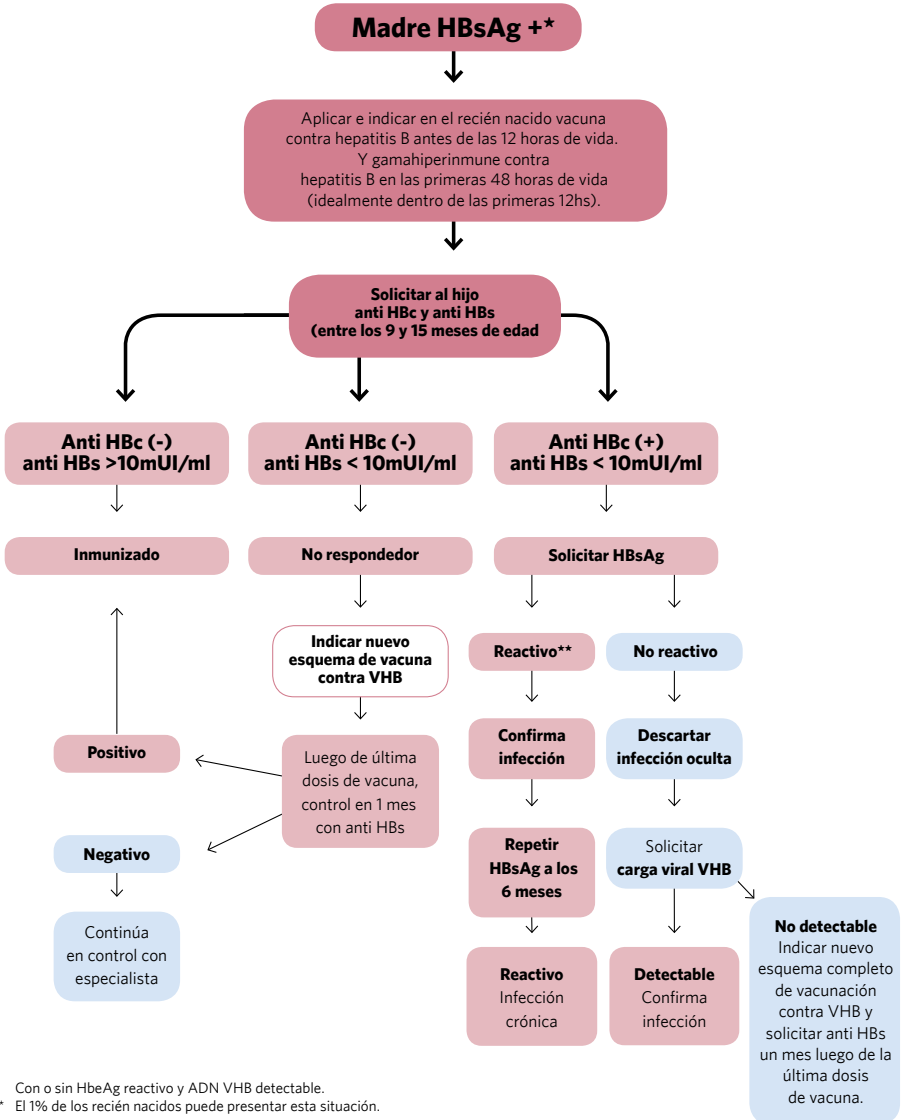 Madre HBsAg +*
Aplicar e indicar en el recién nacido vacuna
contra hepatitis B antes de las 12 horas de vida.
Y gamahiperinmune contra
hepatitis B en las primeras 48 horas de vida
(idealmente dentro de las primeras 12hs).
Solicitar al hijo
anti HBc y anti HBs
(entre los 9 y 15 meses de edad
Anti HBc (-)
anti HBs >10mUI/ml
Anti HBc (-)
anti HBs < 10mUI/ml
Anti HBc (+)
anti HBs < 10mUI/ml
Inmunizado
No respondedor
Solicitar HBsAg
Indicar nuevo
esquema de vacuna
contra VHB
Reactivo**
No reactivo
Positivo
Luego de última
dosis de vacuna,
control en 1 mes
con anti HBs
Confirma
infección
Descartar
infección oculta
Negativo
Repetir
HBsAg a los
6 meses
Solicitar
carga viral VHB
Continúa
en control con
especialista
Reactivo
Infección
crónica
Detectable
Confirma
infección
No detectable
Indicar nuevo
esquema completo
de vacunación
contra VHB y
solicitar anti HBs
un mes luego de la
última dosis
de vacuna.
Con o sin HbeAg reactivo y ADN VHB detectable.
* El 1% de los recién nacidos puede presentar esta situación.